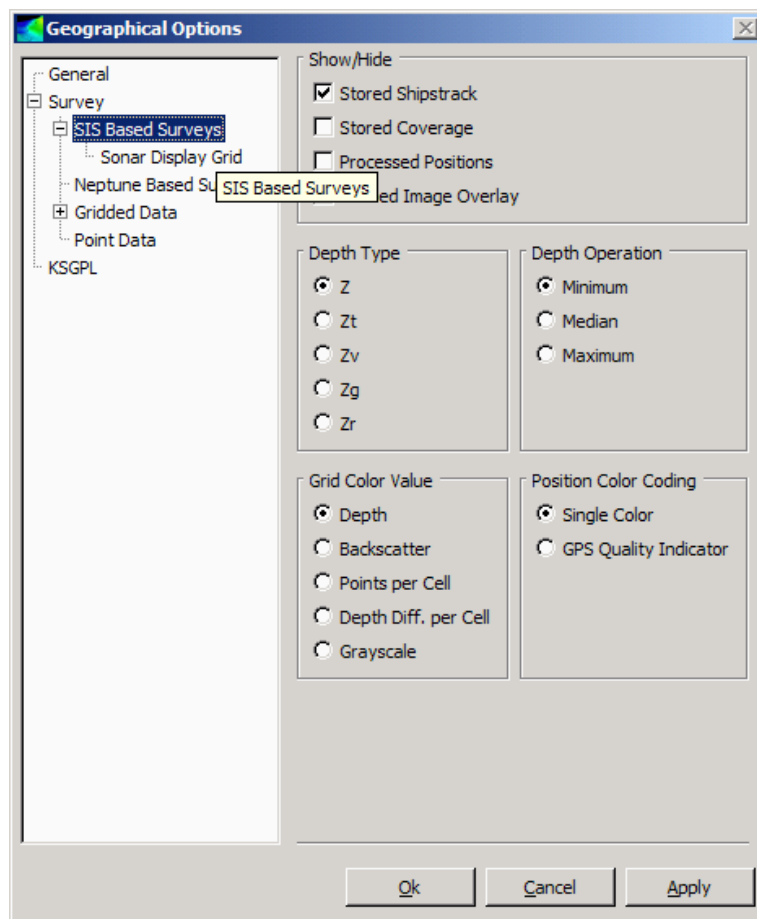 Geographical Options
General
Survey
SIS Based Surveys
Sonar Display Grid
Neptune Based Su
SIS Based Surveys
Gridded Data
Point Data
KSGPL
Show/Hide
Stored Shipstrack
Stored Coverage
Processed Positions
Image Overlay
Depth Type
Z
Zt
Zv
Zg
Zr
Depth Operation
Minimum
Median
Maximum
Grid Color Value
Depth
Backscatter
Points per Cell
Depth Diff. per Cell
Grayscale
Position Color Coding
Single Color
GPS Quality Indicator
Ok
Cancel
Apply